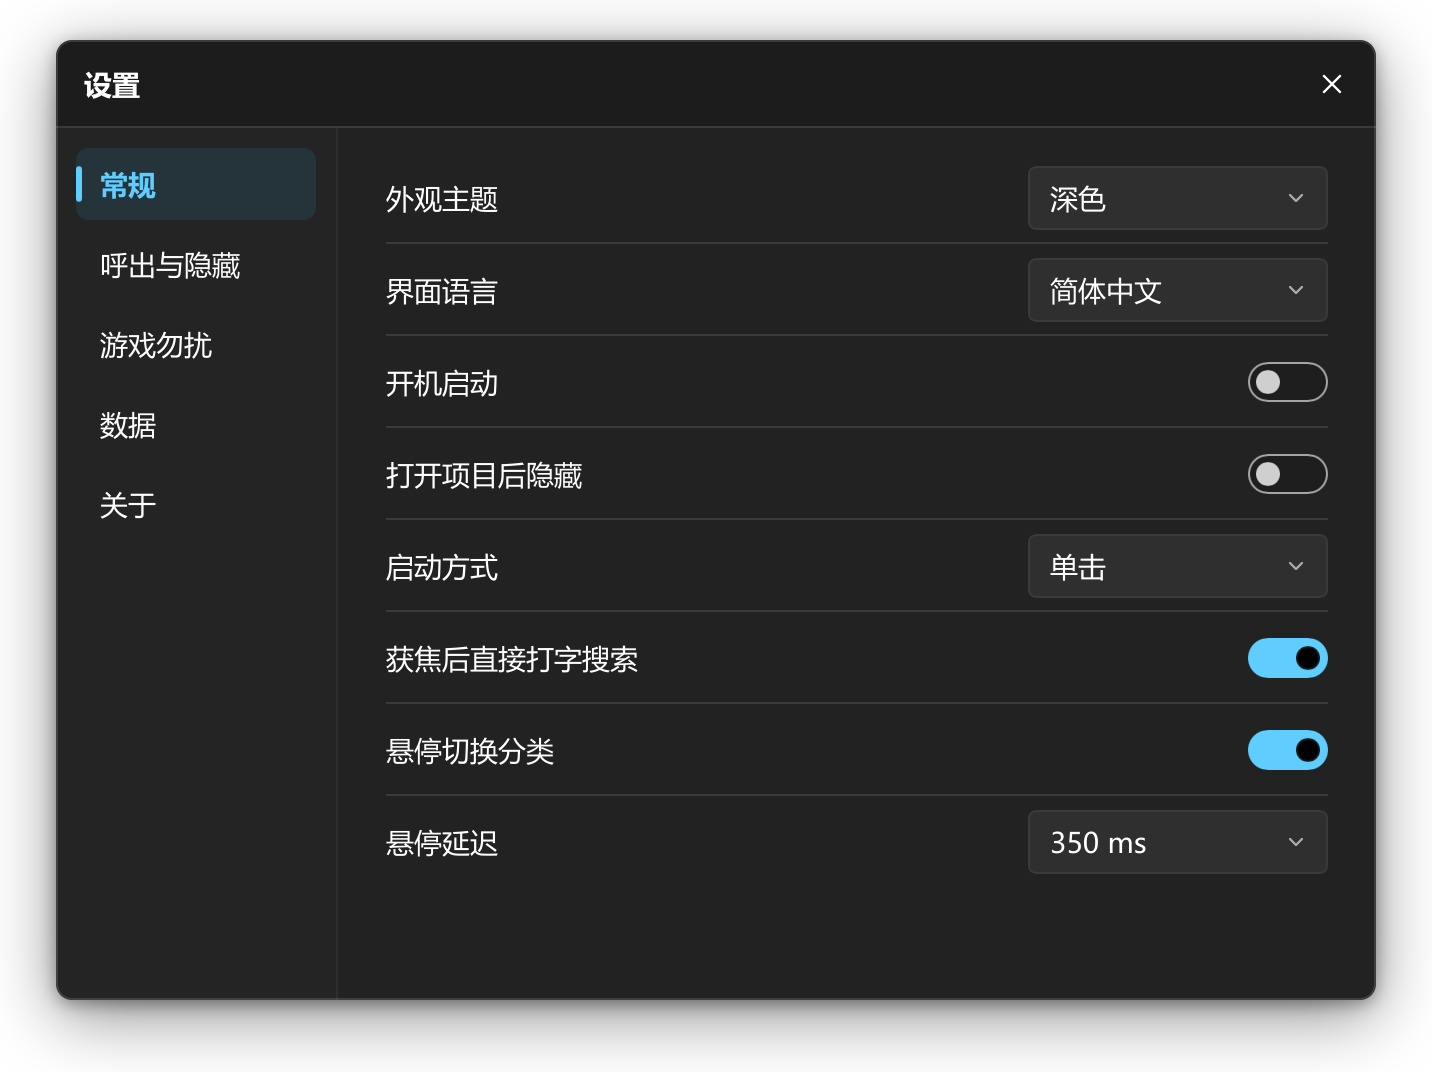 设置
常规
呼出与隐藏
游戏勿扰
数据
关于
外观主题
深色
界面语言
简体中文
开机启动
打开项目后隐藏
启动方式
单击
获焦后直接打字搜索
悬停切换分类
悬停延迟
350 ms